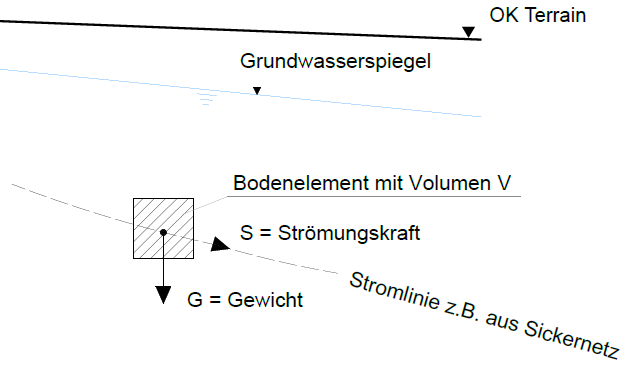 OK Terrain
Grundwasserspiegel
Bodenelement mit Volumen V
S = Strömungskraft
G = Gewicht
Stromlinie z.B. aus Sickernetz